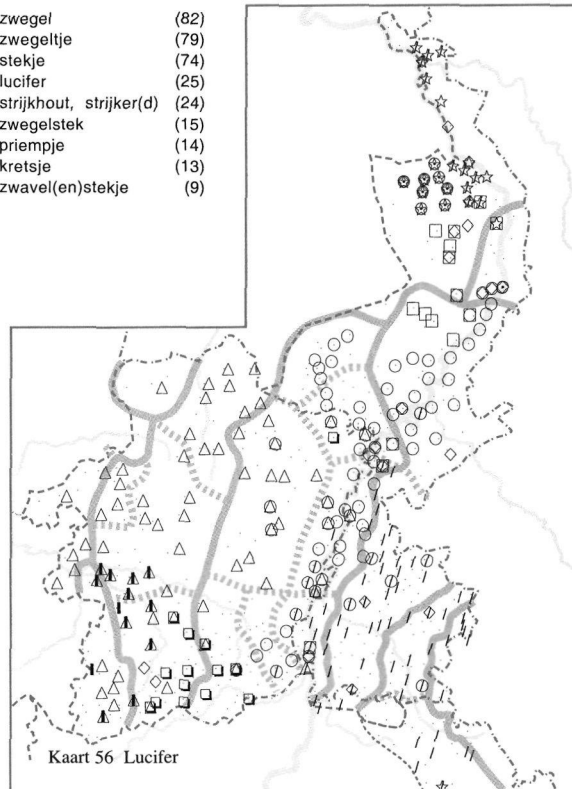 zwegel (82)
zwegeltje (79)
stekje (74)
lucifer (25)
strijkhout, strijker(d) (24)
zwegelstek (15)
priempje (14)
kretsje (13)
zwavel(en)stekje (9)
Kaart 56 Lucifer